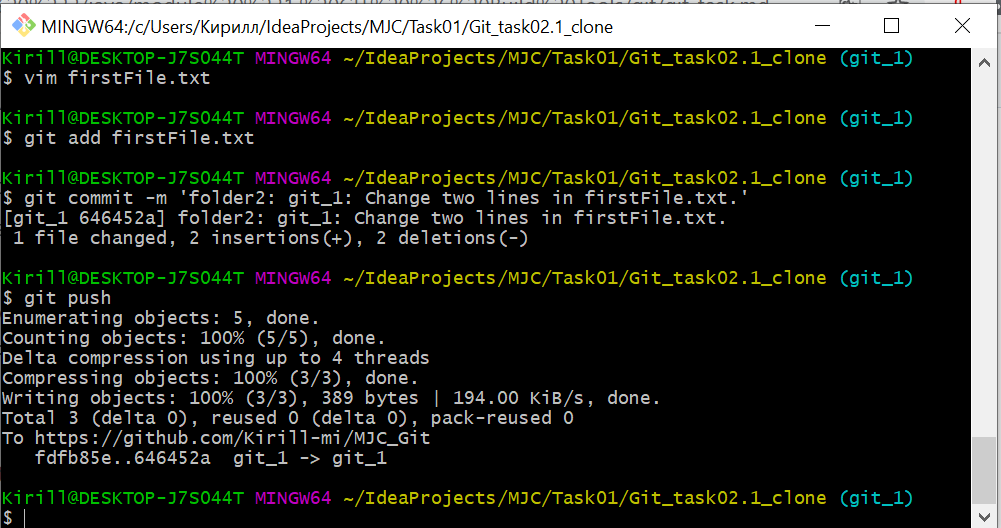 MINGW64:/c/Users/Кирилл/IdeaProjects/MJC/Task01/Git_task02.1_clone
Kirill@DESKTOP-J7S044T MINGW64 ~/IdeaProjects/MJC/Task01/Git_task02.1_clone (git_1)
$ vim firstFile.txt
Kirill@DESKTOP-J7S044T MINGW64 ~/IdeaProjects/MJC/Task01/Git_task02.1_clone (git_1)
$ git add firstFile.txt
Kirill@DESKTOP-J7S044T MINGW64 ~/IdeaProjects/MJC/Task01/Git_task02.1_clone (git_1)
$ git commit -m 'folder2: git_1: Change two lines in firstFile.txt.'
[git_1 646452a] folder2: git_1: Change two lines in firstFile.txt.
1 file changed, 2 insertions(+), 2 deletions(-)
Kirill@DESKTOP-J7S044T MINGW64 ~/IdeaProjects/MJC/Task01/Git_task02.1_clone (git_1)
$ git push
Enumerating objects: 5, done.
Counting objects: 100% (5/5), done.
Delta compression using up to 4 threads
Compressing objects: 100% (3/3), done.
Writing objects: 100% (3/3), 389 bytes | 194.00 KiB/s, done.
Total 3 (delta 0), reused 0 (delta 0), pack-reused 0
To https://github.com/Kirill-mi/MJC_Git
fdfb85e..646452a  git_1 -> git_1
Kirill@DESKTOP-J7S044T MINGW64 ~/IdeaProjects/MJC/Task01/Git_task02.1_clone (git_1)
$